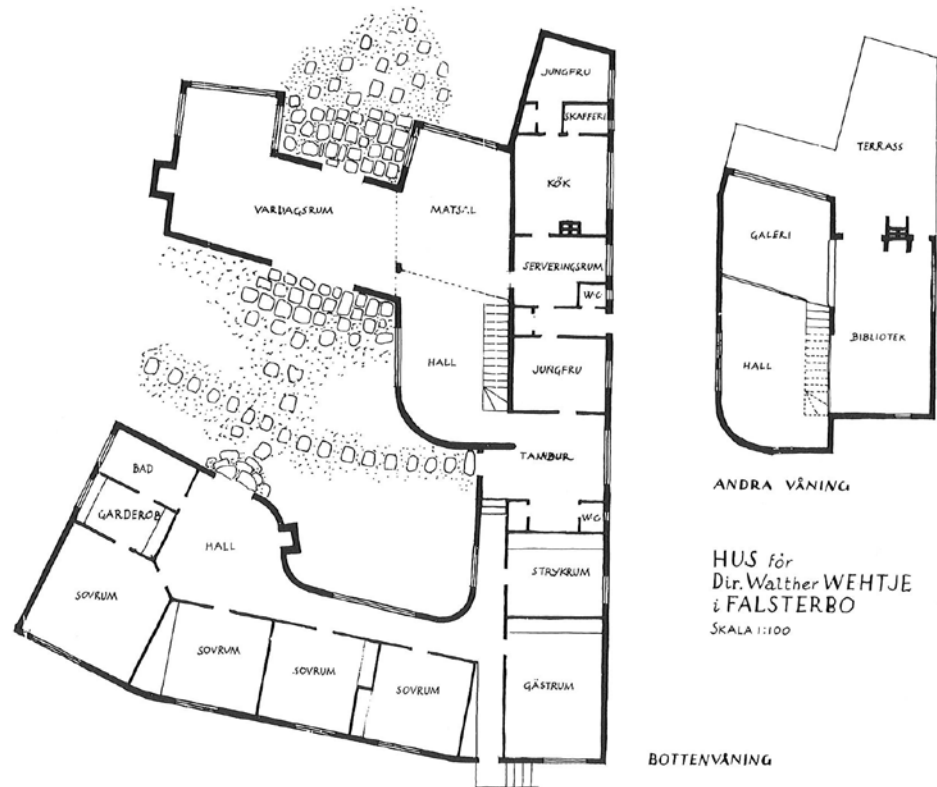 JUNGFRU
SKAFFERI
KÖK
VARDAGSRUM
MATSAL
SERVERINGSRUM
WC
HALL
JUNGFRU
TAMBUR
BAD
GARDEROB
HALL
WC
STRYKRUM
SOVRUM
SOVRUM
SOVRUM
SOVRUM
GÄSTRUM
BOTTENVÅNING
TERRASS
GALERI
BIBLIOTEK
HALL
ANDRA VÅNING
HUS för
Dir. Walther WEHTJE
i FALSTERBO
SKALA 1:100